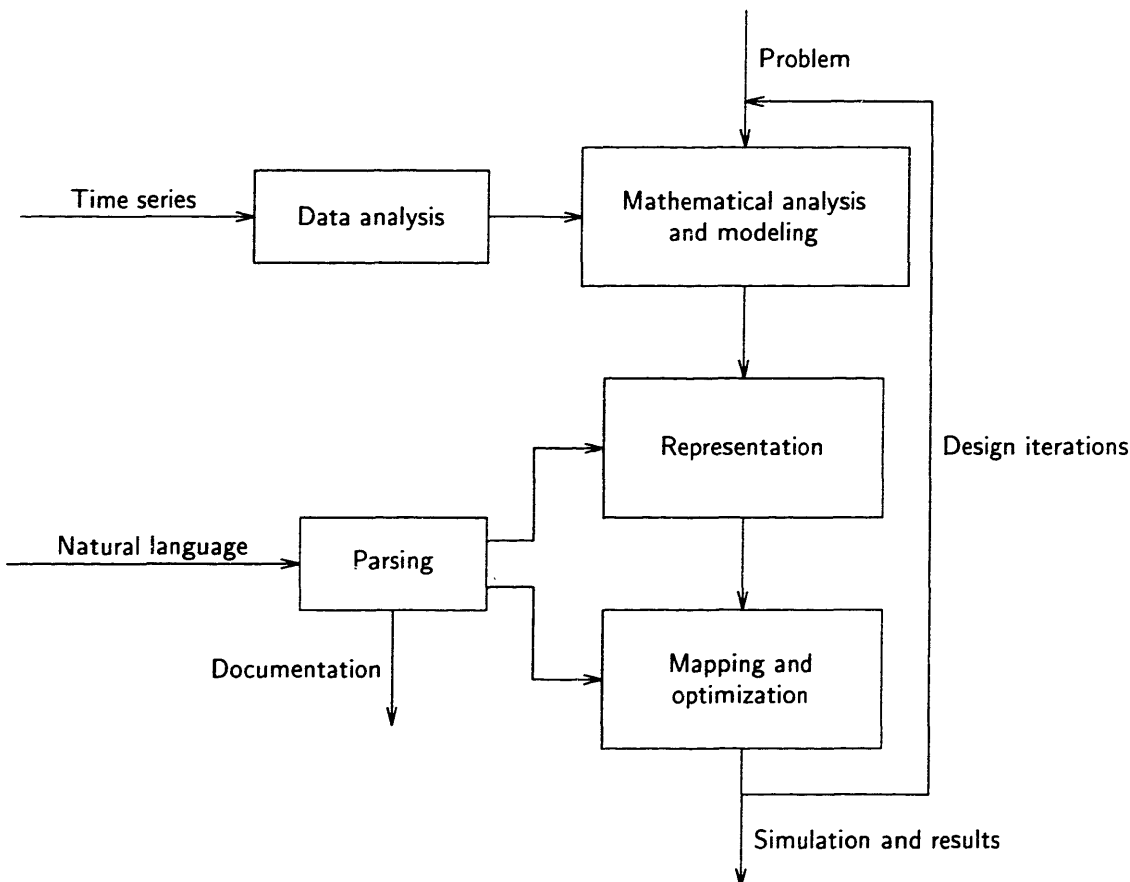 Problem
Time series
Data analysis
Mathematical analysis
and modeling
Representation
Design iterations
Natural language
Parsing
Documentation
Mapping and
optimization
Simulation and results